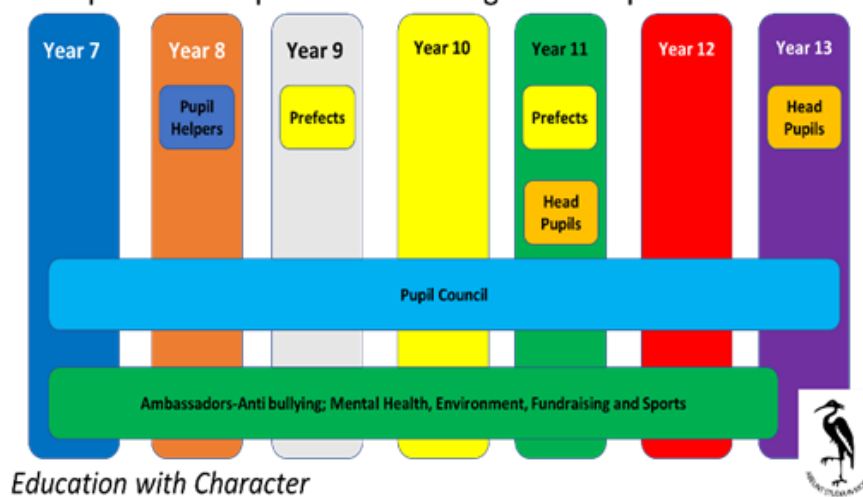 Year 7
Year 8
Year 9
Year 10
Year 11
Year 12
Year 13
Pupil
Helpers
Prefects
Prefects
Head
Pupils
Head
Pupils
Pupil Council
Ambassadors-Anti bullying; Mental Health, Environment, Fundraising and Sports
Education with Character